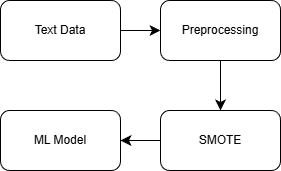 Text Data
Preprocessing
SMOTE
ML Model